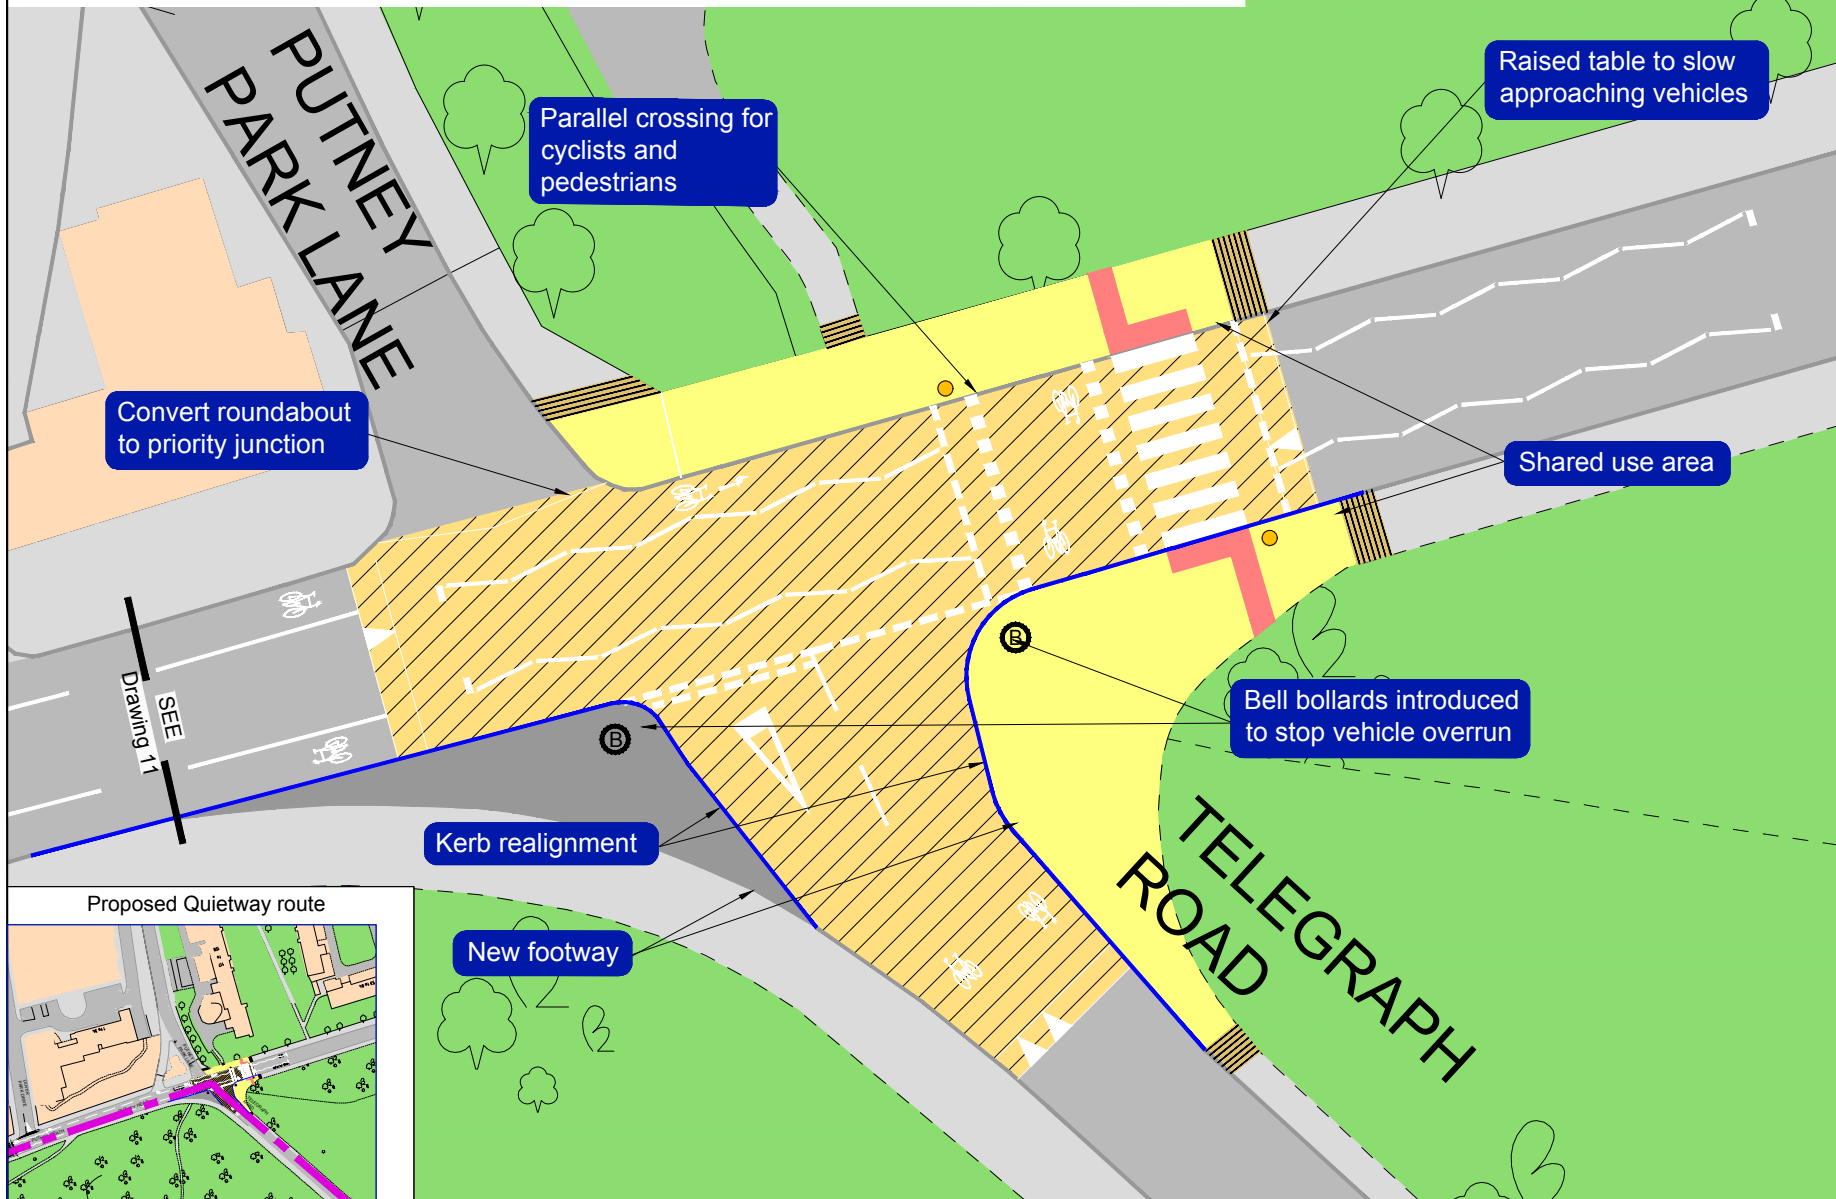 PUTNEY
PARK LANE
Parallel crossing for
cyclists and
pedestrians
Raised table to slow
approaching vehicles
Convert roundabout
to priority junction
Shared use area
SEE
Drawing 11
B
B
Bell bollards introduced
to stop vehicle overrun
Kerb realignment
New footway
TELEGRAPH
ROAD
Proposed Quietway route